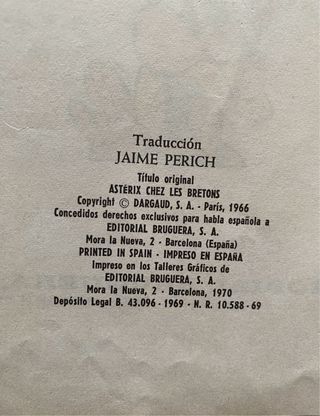 Traducción
JAIME PERICH
Título original
ASTÉRIX CHEZ LES BRETONS
Copyright © DARGAUD, S. A. - París, 1966
Concedidos derechos exclusivos para habla española a
EDITORIAL BRUGUERA, S. A.
Mora la Nueva, 2 - Barcelona (España)
PRINTED IN SPAIN - IMPRESO EN ESPAÑA
Impreso en los Talleres Gráficos de
EDITORIAL BRUGUERA, S. A.
Mora la Nueva, 2 - Barcelona, 1970
Depósito Legal B. 43.096 - 1969 - N. R. 10.588 - 69